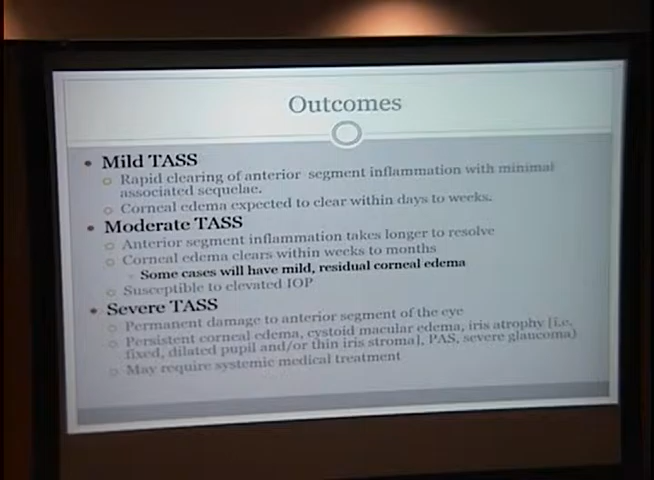 Outcomes
Mild TASS
Rapid clearing of anterior segment inflammation with minimal
associated sequelae.
Corneal edema expected to clear within days to weeks.
Moderate TASS
Anterior segment inflammation takes longer to resolve
Corneal edema clears within weeks to months
Some cases will have mild, residual corneal edema
Susceptible to elevated IOP
Severe TASS
Permanent damage to anterior segment of the eye
Persistent corneal edema, cystoid macular edema, iris atrophy [i.e.
fixed, dilated pupil and/or thin iris stroma], PAS, severe glaucoma)
May require systemic medical treatment